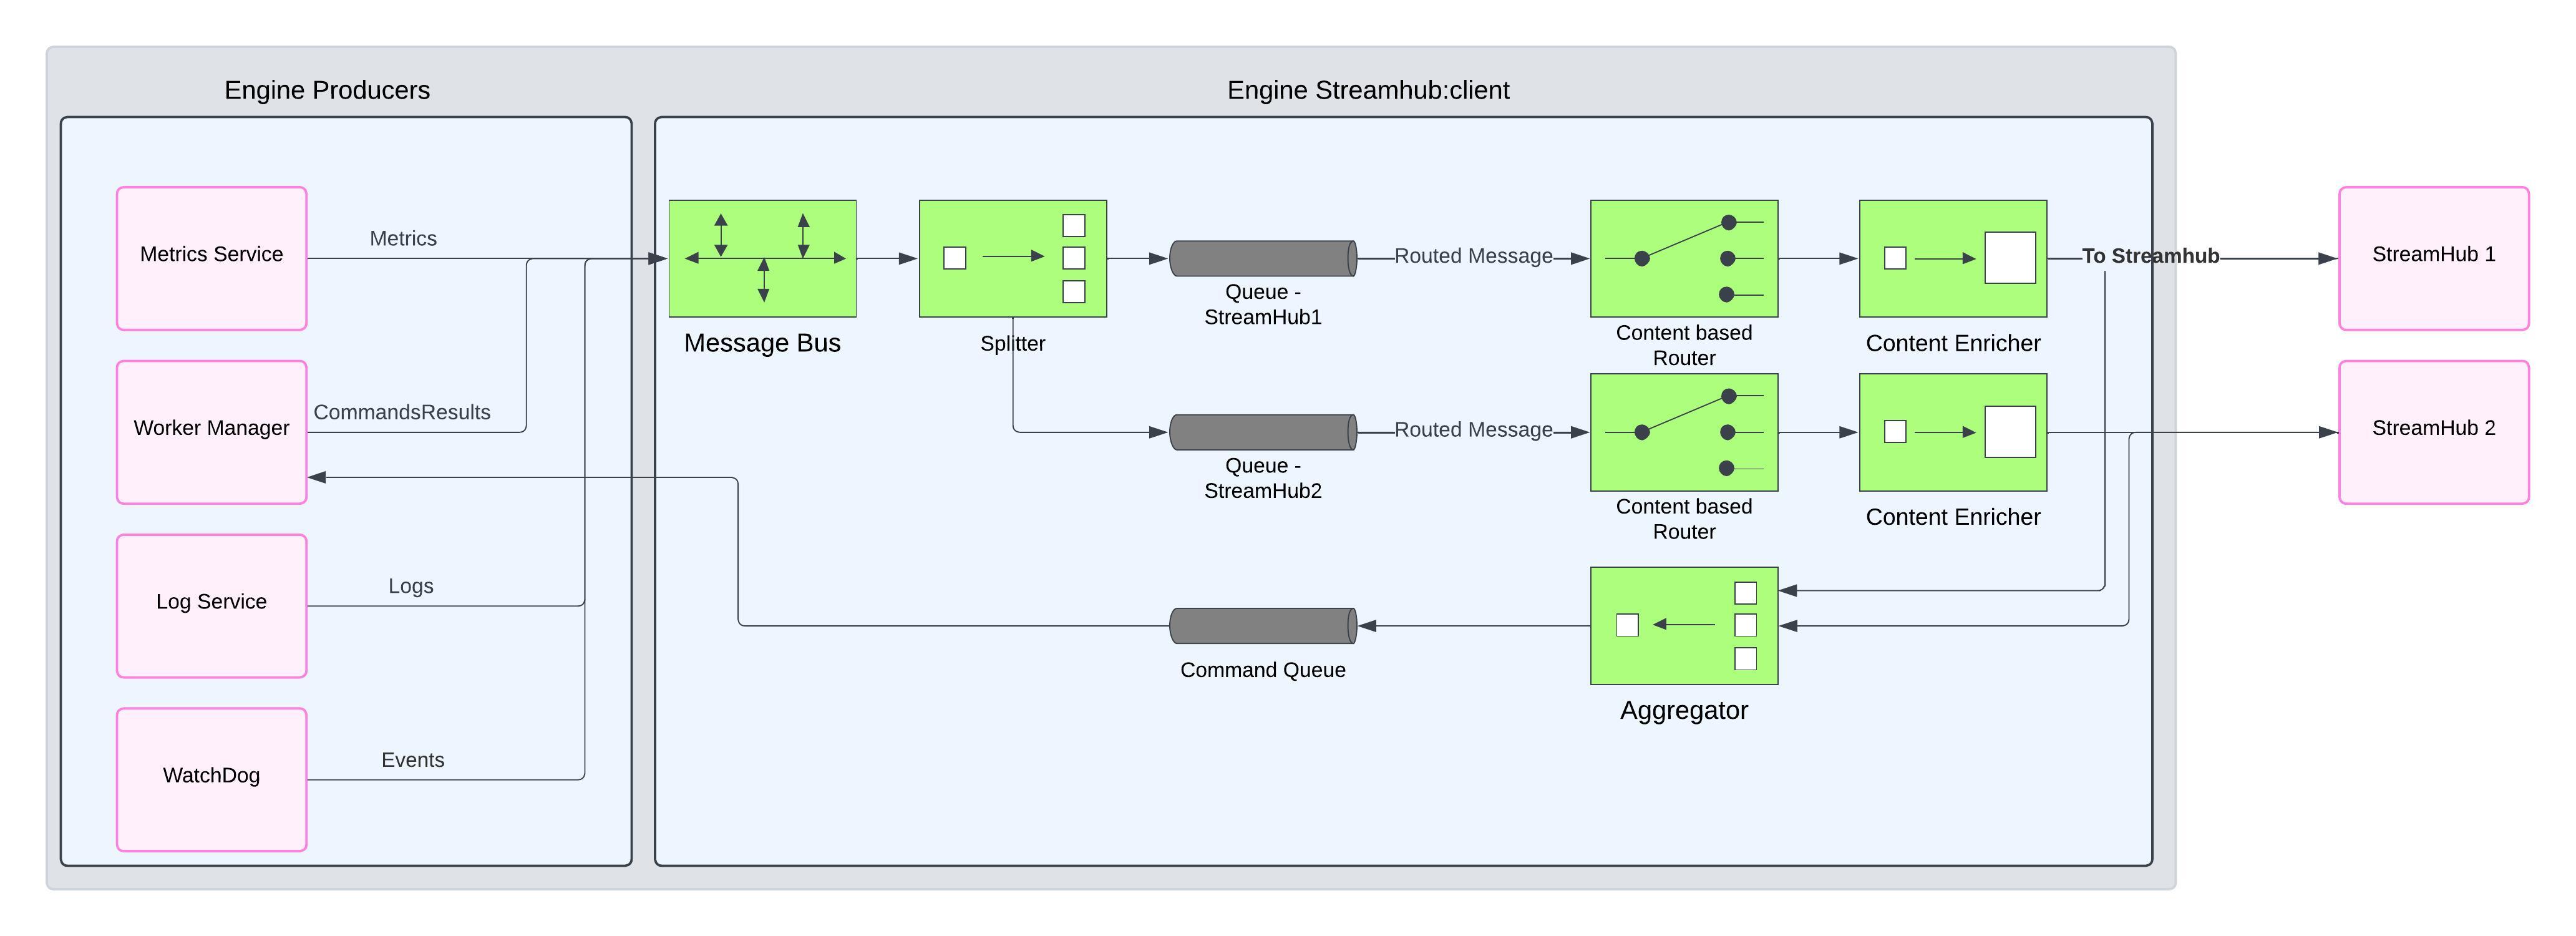 Engine Producers
Engine Streamhub:client
Metrics Service
Metrics
Message Bus
Splitter
Queue -
StreamHub1
Routed Message
Content based
Router
Content Enricher
To Streamhub
StreamHub 1
Worker Manager
CommandsResults
Queue -
StreamHub2
Routed Message
Content based
Router
Content Enricher
StreamHub 2
Log Service
Logs
Command Queue
Aggregator
WatchDog
Events